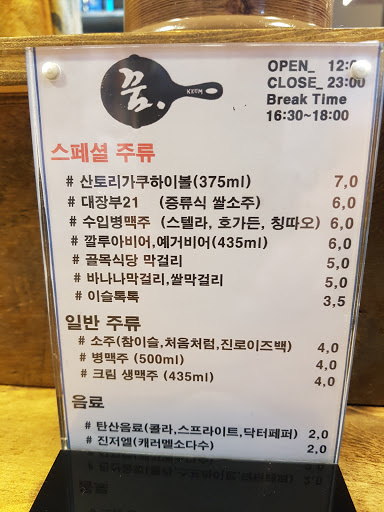 꿈.
KKUM
OPEN_ 12:0
CLOSE_ 23:00
Break Time
16:30~18:00
스페셜 주류
# 산토리가쿠하이볼(375ml) 7,0
# 대장부21 (증류식 쌀소주) 6,0
# 수입병맥주 (스텔라, 호가든, 칭따오) 6,0
# 깔루아비어,예거비어(435ml) 6,0
# 골목식당 막걸리 5,0
# 바나나막걸리,쌀막걸리 5,0
# 이슬톡톡 3,5
일반 주류
# 소주(참이슬,처음처럼,진로이즈백) 4,0
# 병맥주 (500ml) 4,0
# 크림 생맥주 (435ml) 4,0
음료
# 탄산음료(콜라,스프라이트,닥터페퍼) 2,0
# 진저엘(캐러멜소다수) 2,0